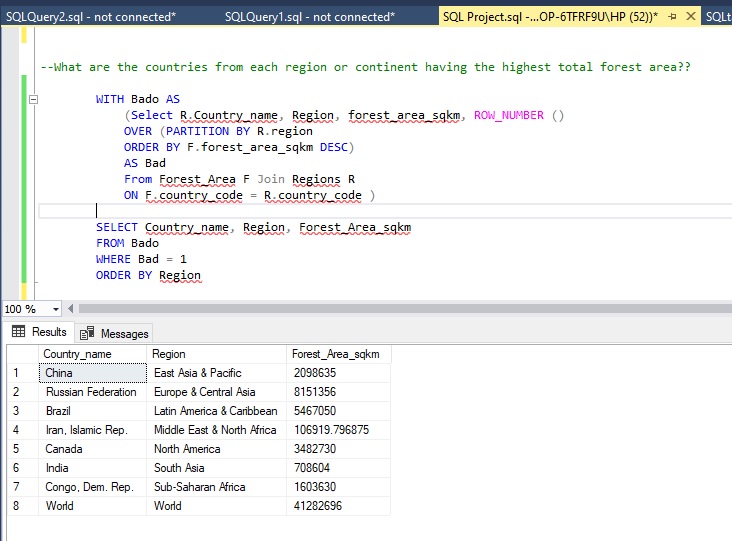 SQLQuery2.sql - not connected* SQLQuery1.sql - not connected* SQL Project.sql -...OP-6TFRF9U\HP (52))* SQLt
--What are the countries from each region or continent having the highest total forest area??
WITH Bado AS
(Select R.Country_name, Region, forest_area_sqkm, ROW_NUMBER ()
OVER (PARTITION BY R.region
ORDER BY F.forest_area_sqkm DESC)
AS Bad
From Forest_Area F Join Regions R
ON F.country_code = R.country_code )
SELECT Country_name, Region, Forest_Area_sqkm
FROM Bado
WHERE Bad = 1
ORDER BY Region
100 %
Results Messages
Country_name Region Forest_Area_sqkm
1 China East Asia & Pacific 2098635
2 Russian Federation Europe & Central Asia 8151356
3 Brazil Latin America & Caribbean 5467050
4 Iran, Islamic Rep. Middle East & North Africa 106919.796875
5 Canada North America 3482730
6 India South Asia 708604
7 Congo, Dem. Rep. Sub-Saharan Africa 1603630
8 World World 41282696